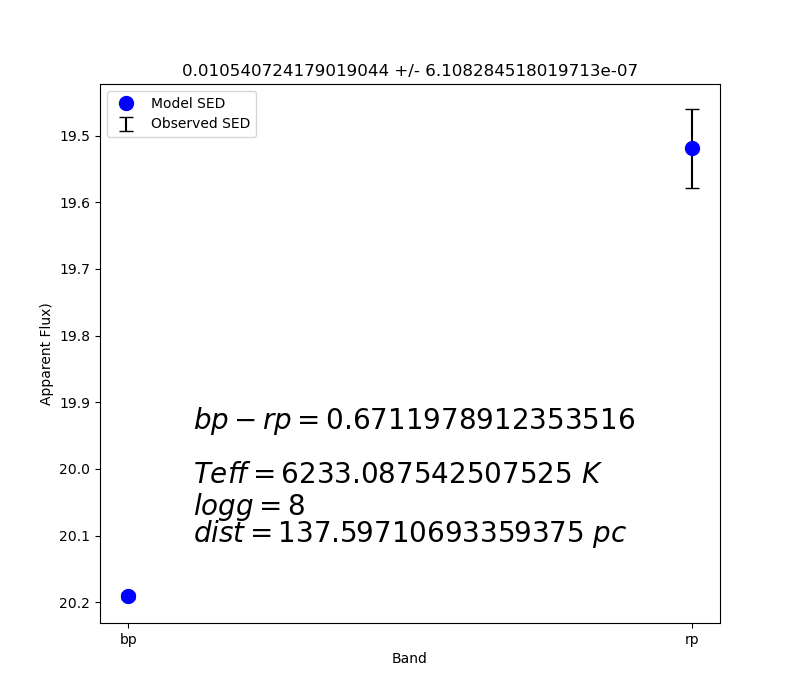 0.010540724179019044 +/- 6.108284518019713e-07
Model SED
Observed SED
19.5
19.6
19.7
19.8
19.9
20.0
20.1
20.2
Apparent Flux)
bp − rp = 0.6711978912353516
Teff = 6233.087542507525 K
logg = 8
dist = 137.59710693359375 pc
bp
rp
Band